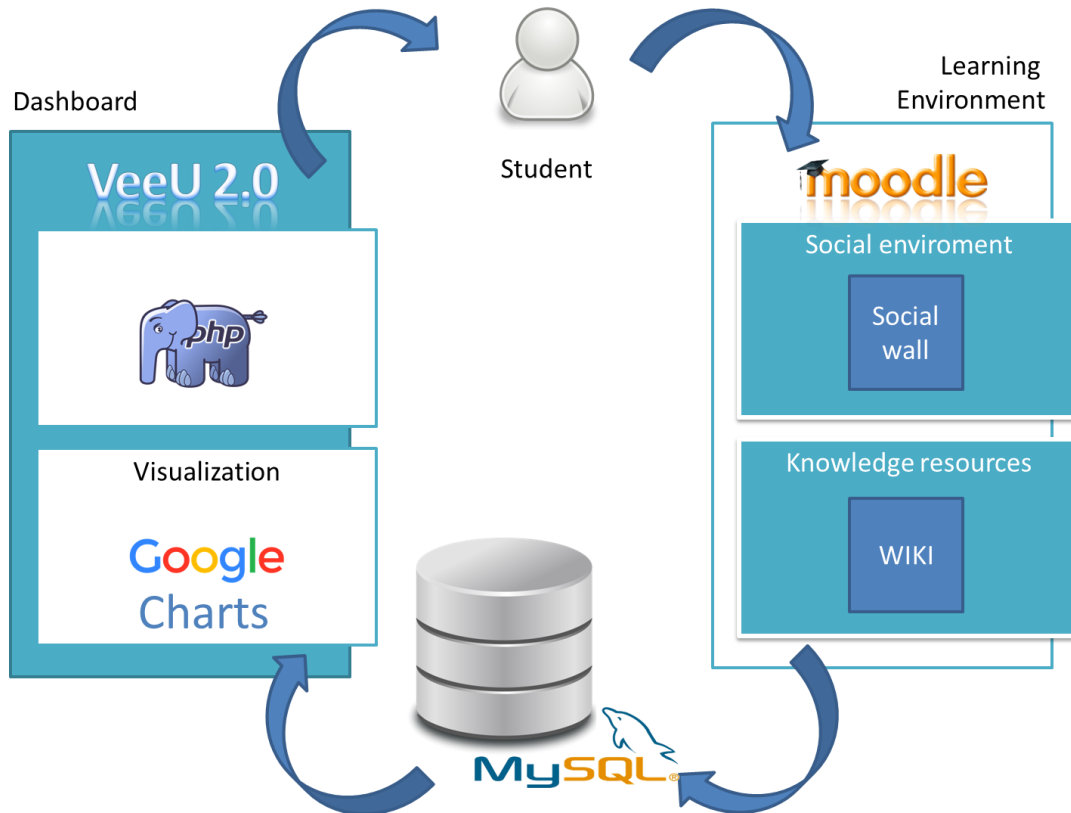 Dashboard
VeeU 2.0
php
Visualization
Google
Charts
Student
Learning
Environment
moodle
Social enviroment
Social
wall
Knowledge resources
WIKI
MySQL®